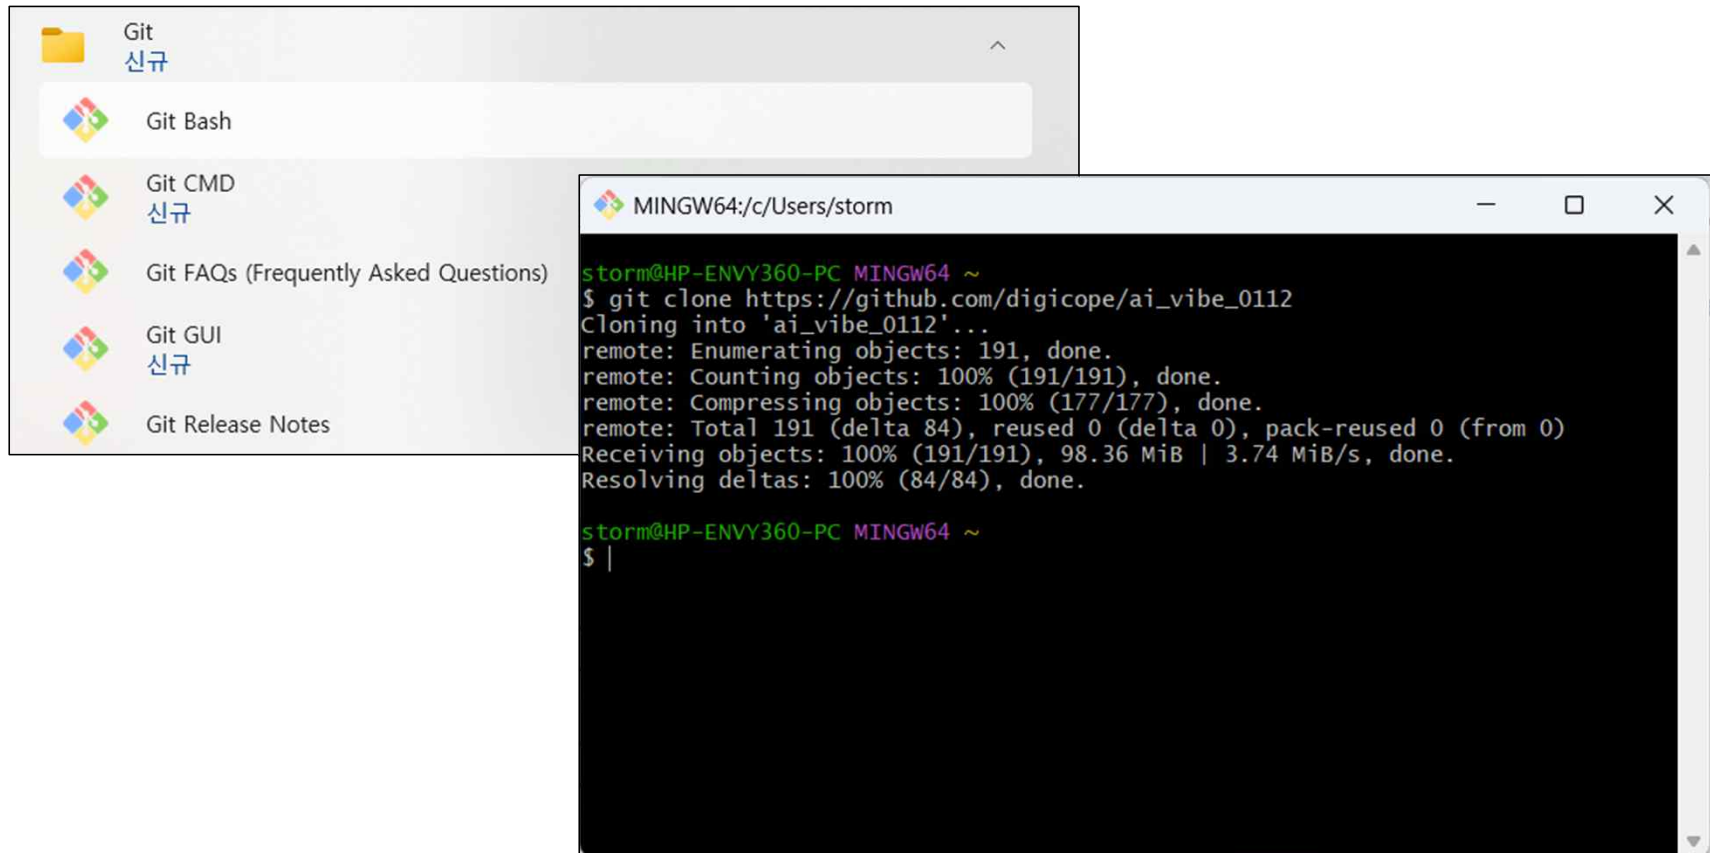 Git
신규
Git Bash
Git CMD
신규
Git FAQs (Frequently Asked Questions)
Git GUI
신규
Git Release Notes
MINGW64:/c/Users/storm
storm@HP-ENVY360-PC MINGW64 ~
$ git clone https://github.com/digicope/ai_vibe_0112
Cloning into 'ai_vibe_0112'...
remote: Enumerating objects: 191, done.
remote: Counting objects: 100% (191/191), done.
remote: Compressing objects: 100% (177/177), done.
remote: Total 191 (delta 84), reused 0 (delta 0), pack-reused 0 (from 0)
Receiving objects: 100% (191/191), 98.36 MiB | 3.74 MiB/s, done.
Resolving deltas: 100% (84/84), done.
storm@HP-ENVY360-PC MINGW64 ~
$